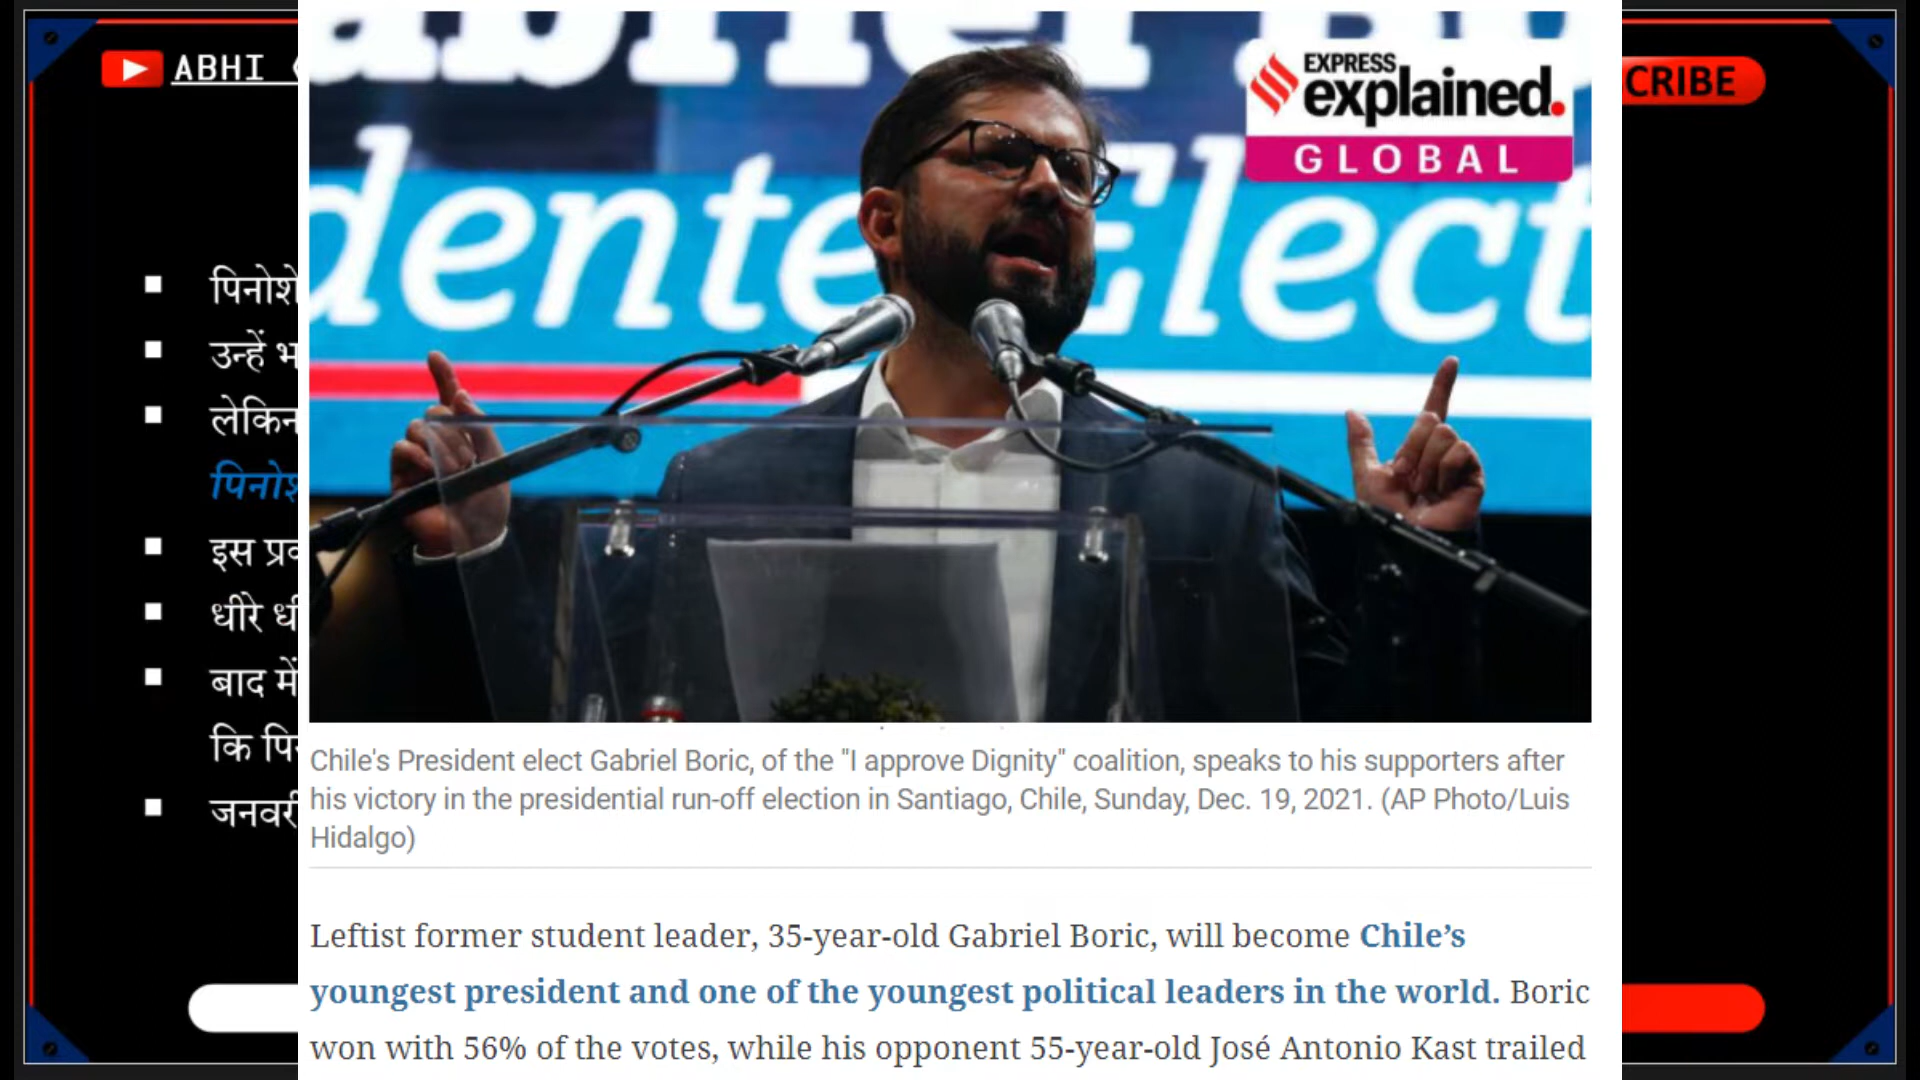 ABHI
CRIBE
EXPRESS
explained.
GLOBAL
dente Elect
पिनोशे
उन्हें
लेकिन
इस
धीरे
बाद में
कि
जनवरी
Chile's President elect Gabriel Boric, of the "I approve Dignity" coalition, speaks to his supporters after
his victory in the presidential run-off election in Santiago, Chile, Sunday, Dec. 19, 2021. (AP Photo/Luis
Hidalgo)
Leftist former student leader, 35-year-old Gabriel Boric, will become Chile’s
youngest president and one of the youngest political leaders in the world. Boric
won with 56% of the votes, while his opponent 55-year-old José Antonio Kast trailed